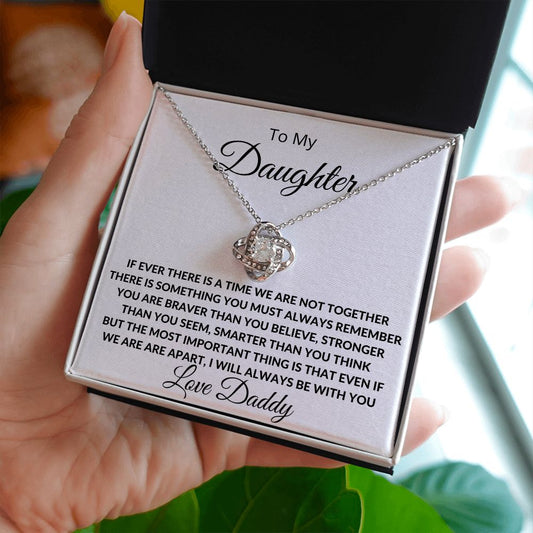 To My
Daughter
IF EVER THERE IS A TIME WE ARE NOT TOGETHER
THERE IS SOMETHING YOU MUST ALWAYS REMEMBER
YOU ARE BRAVER THAN YOU BELIEVE, STRONGER
THAN YOU SEEM, SMARTER THAN YOU THINK
BUT THE MOST IMPORTANT THING IS THAT EVEN IF
WE ARE ARE APART, I WILL ALWAYS BE WITH YOU
Love Daddy